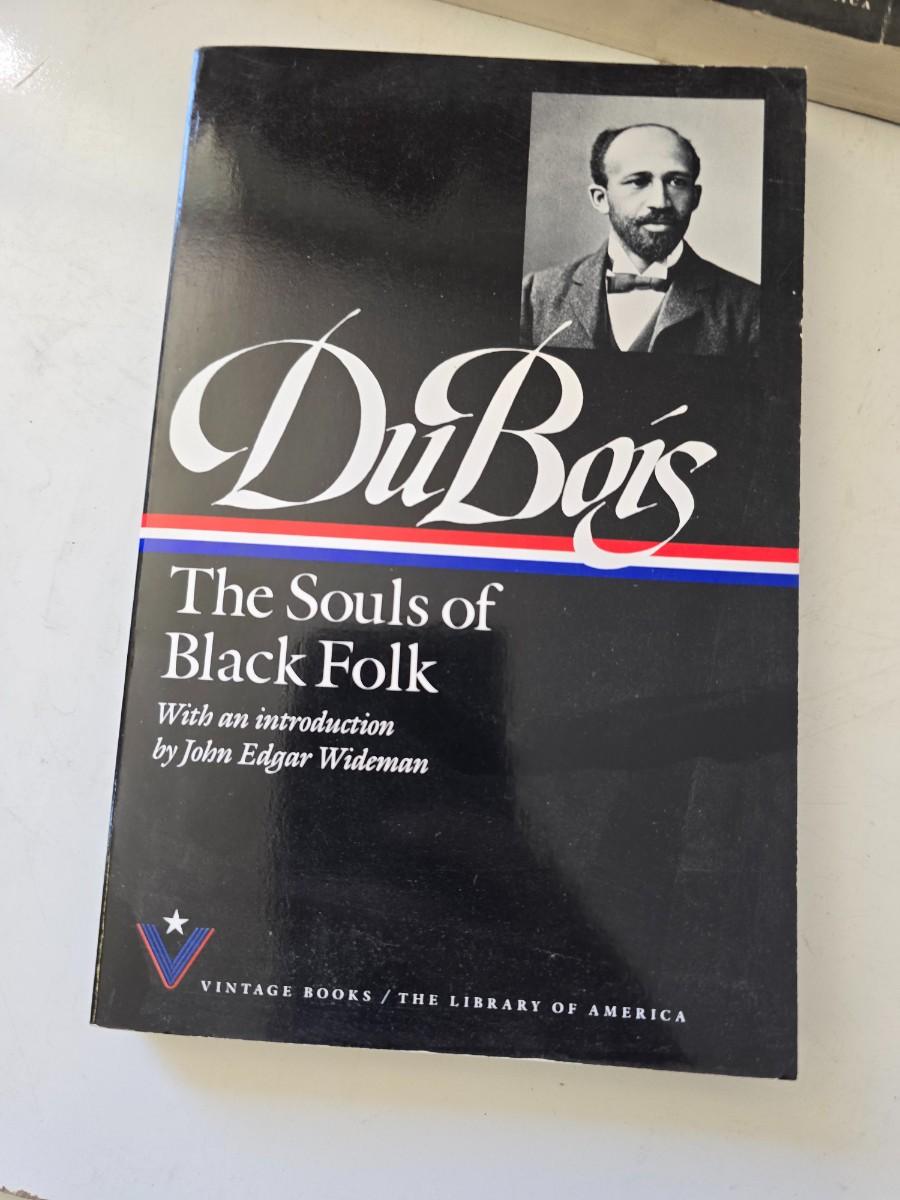 DuBois
The Souls of
Black Folk
With an introduction
by John Edgar Wideman
VINTAGE BOOKS / THE LIBRARY OF AMERICA